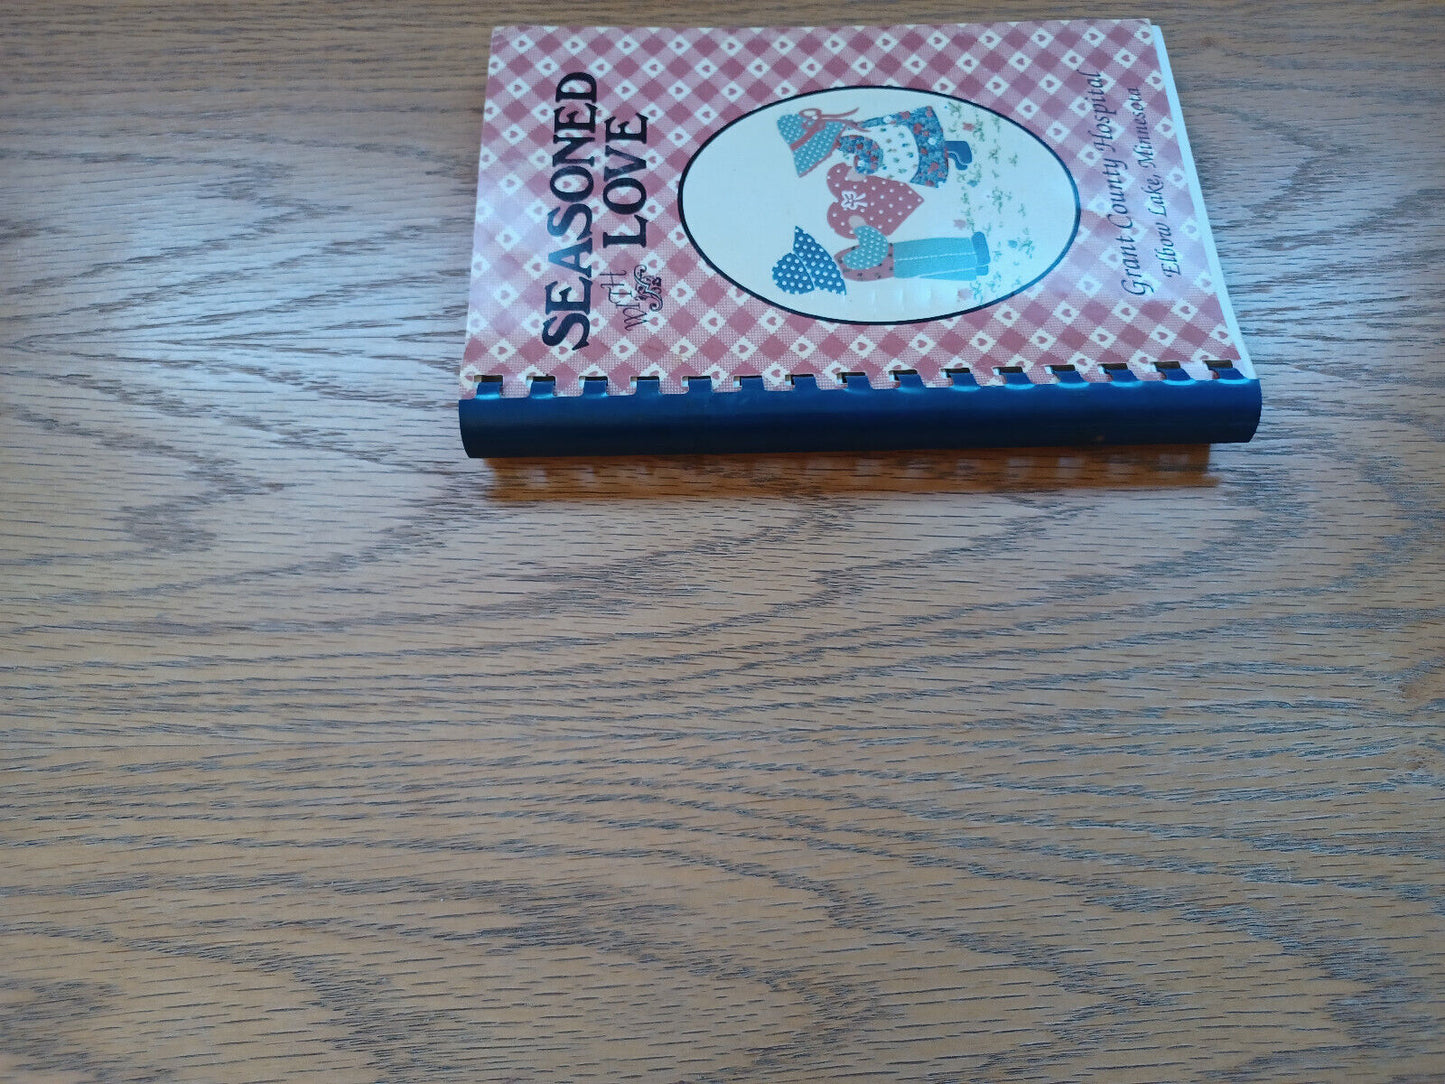 SEASONED
with LOVE
Grant County Hospital
Elbow Lake, Minnesota